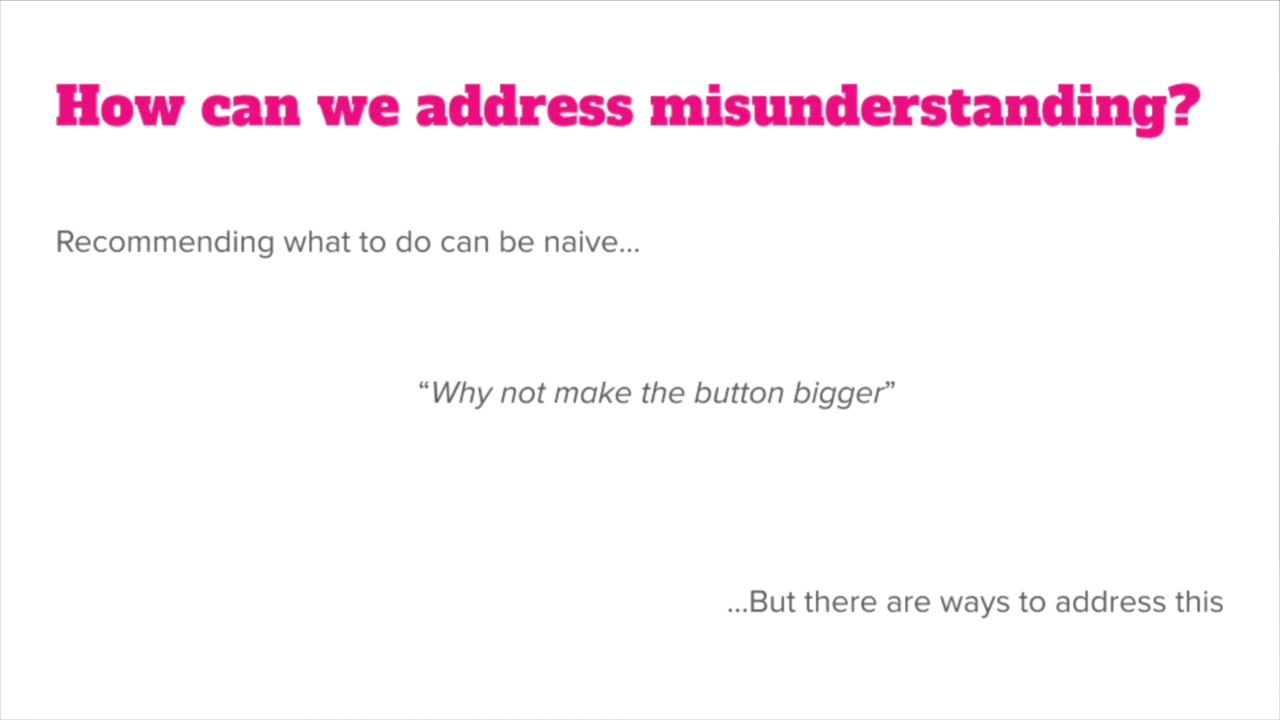 How can we address misunderstanding?
Recommending what to do can be naive...
“Why not make the button bigger”
...But there are ways to address this